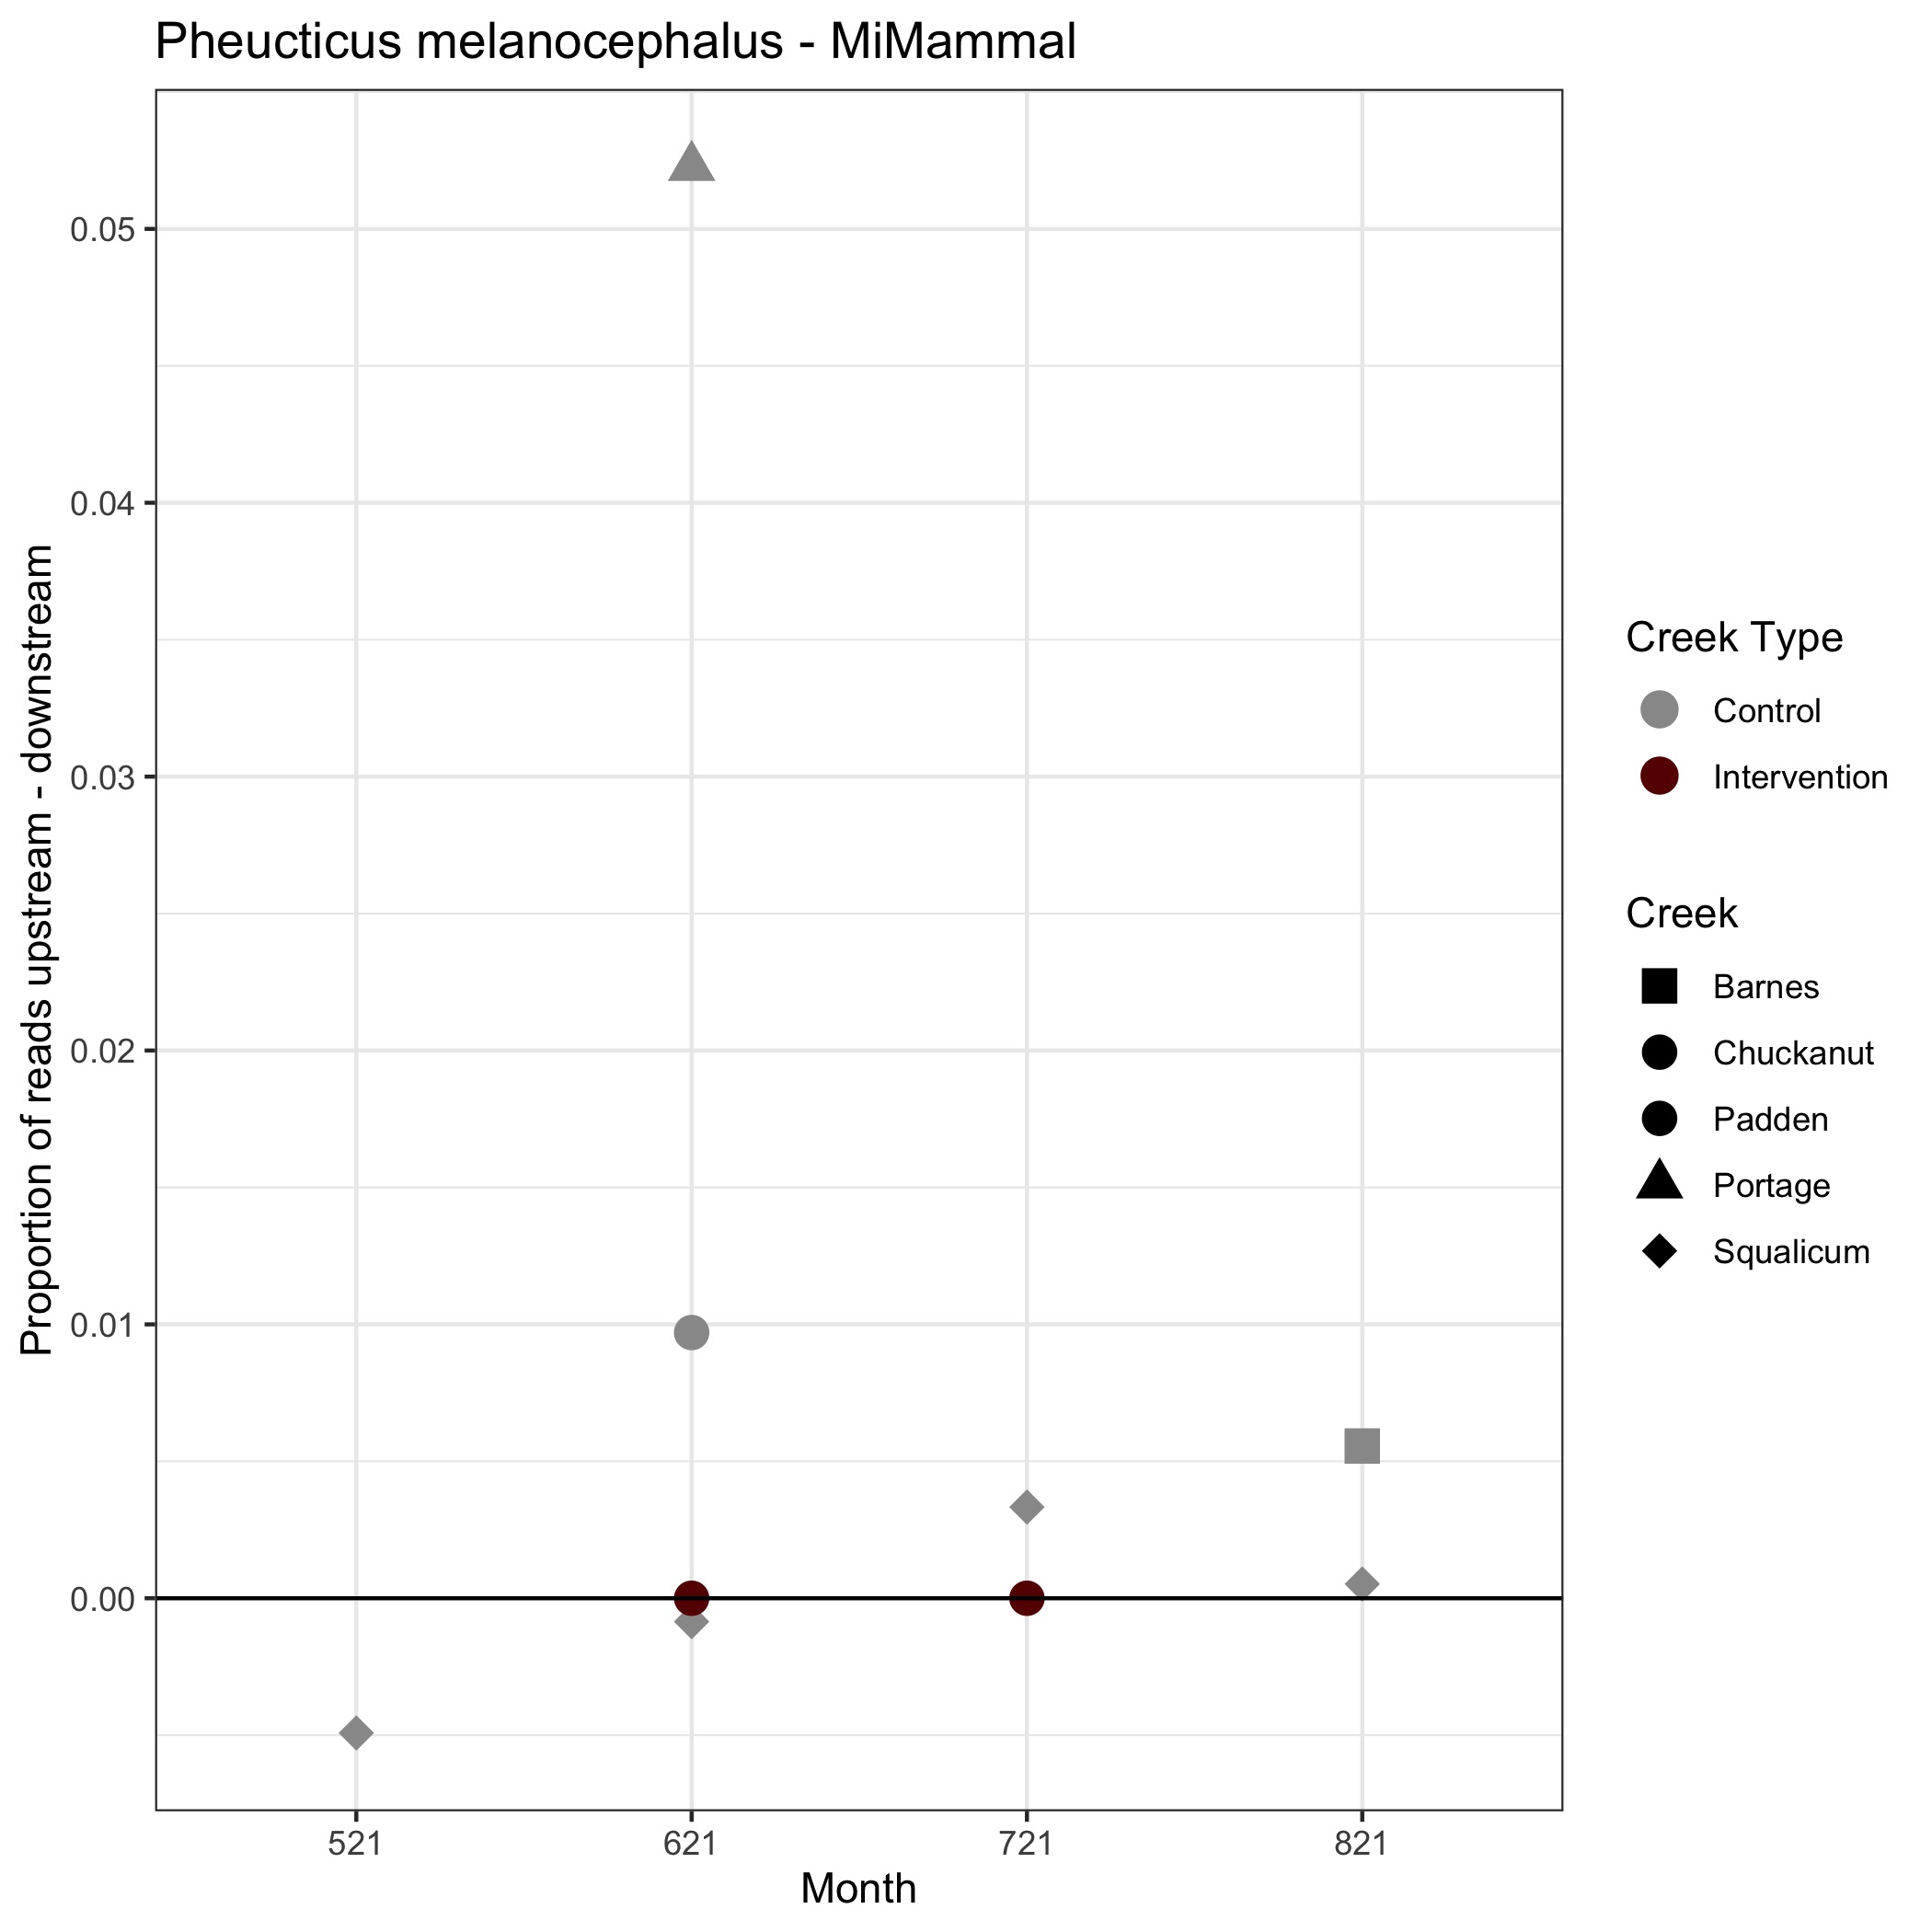 Pheucticus melanocephalus - MiMammal
Proportion of reads upstream - downstream
0.05
0.04
0.03
0.02
0.01
0.00
521 621 721 821
Month
Creek Type
Control
Intervention
Creek
Barnes
Chuckanut
Padden
Portage
Squalicum